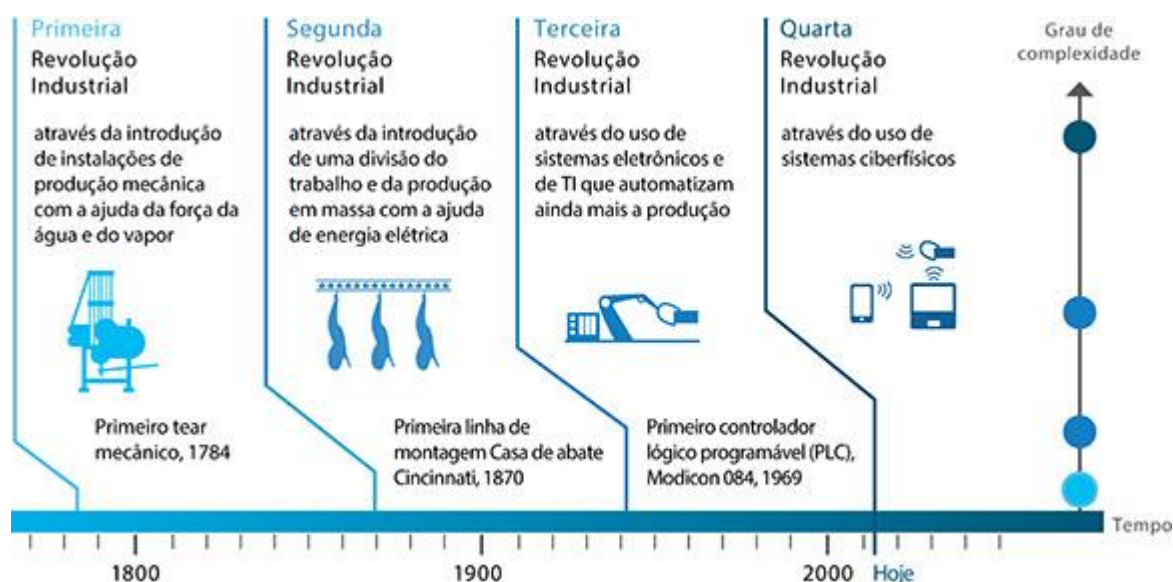 Primeira
Revolução
Industrial
através da introdução
de instalações de
produção mecânica
com a ajuda da força da
água e do vapor
Primeiro tear
mecânico, 1784
Segunda
Revolução
Industrial
através da introdução
de uma divisão do
trabalho e da produção
em massa com a ajuda
de energia elétrica
Primeira linha de
montagem Casa de abate
Cincinnati, 1870
Terceira
Revolução
Industrial
através do uso de
sistemas eletrônicos e
de TI que automatizam
ainda mais a produção
Primeiro controlador
lógico programável (PLC),
Modicon 084, 1969
Quarta
Revolução
Industrial
através do uso de
sistemas ciberfísicos
Grau de
complexidade
Tempo
1800
1900
2000
Hoje